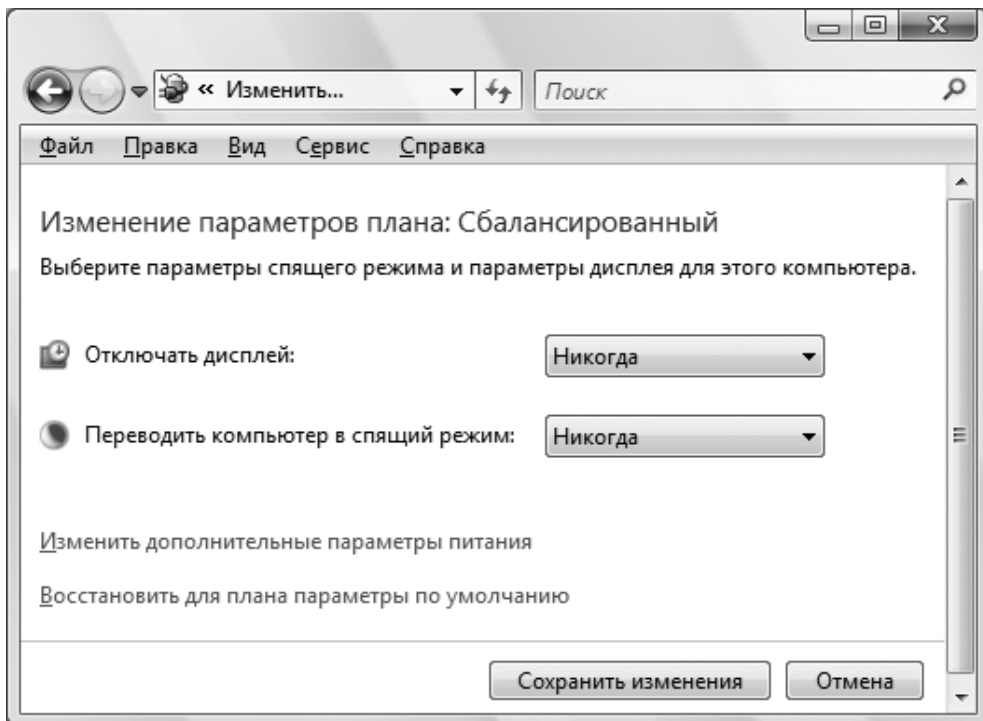 « Изменить...
Поиск
Файл Правка Вид Сервис Справка
Изменение параметров плана: Сбалансированный
Выберите параметры спящего режима и параметры дисплея для этого компьютера.
Отключать дисплей: Никогда
Переводить компьютер в спящий режим: Никогда
Изменить дополнительные параметры питания
Восстановить для плана параметры по умолчанию
Сохранить изменения Отмена